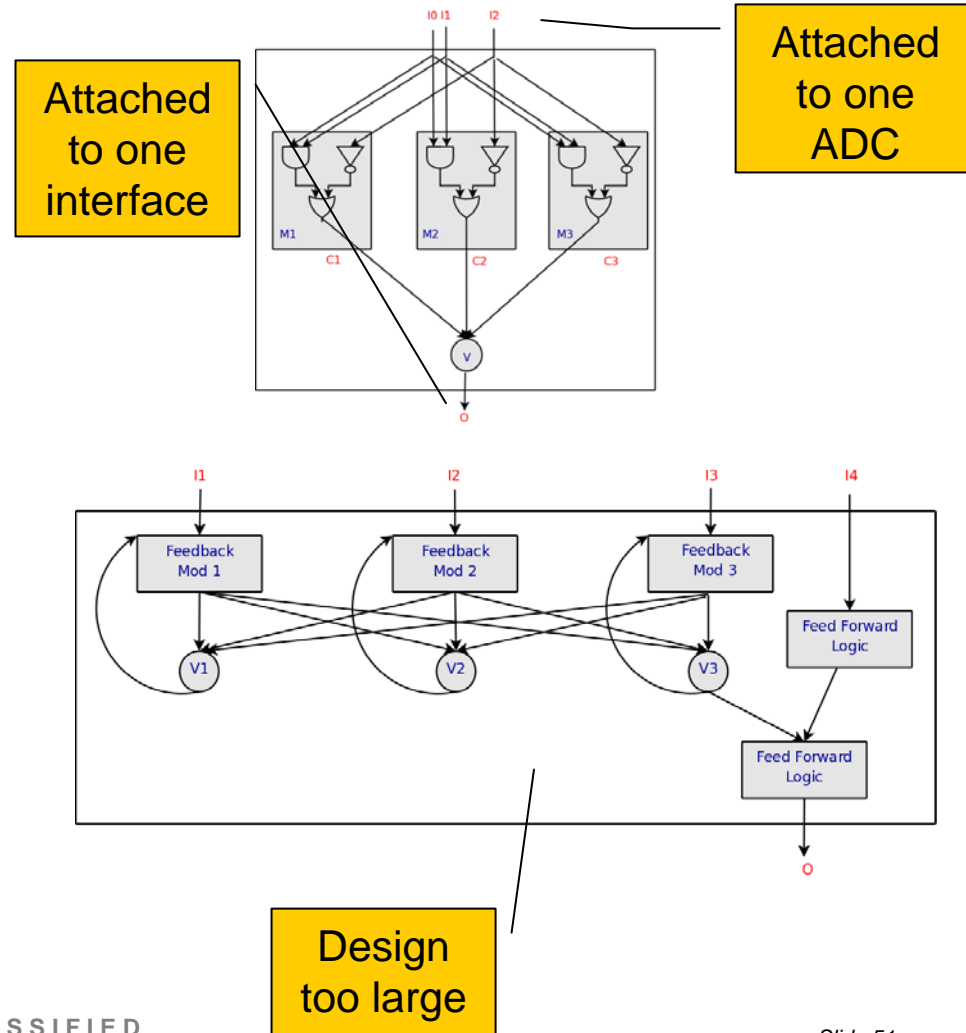 I0 I1 I2
Attached
to one
ADC
Attached
to one
interface
M1 M2 M3
C1 C2 C3
V
O
I1 I2 I3 I4
Feedback
Mod 1
Feedback
Mod 2
Feedback
Mod 3
Feed Forward
Logic
V1 V2 V3
Feed Forward
Logic
O
Design
too large
S S I F I E D